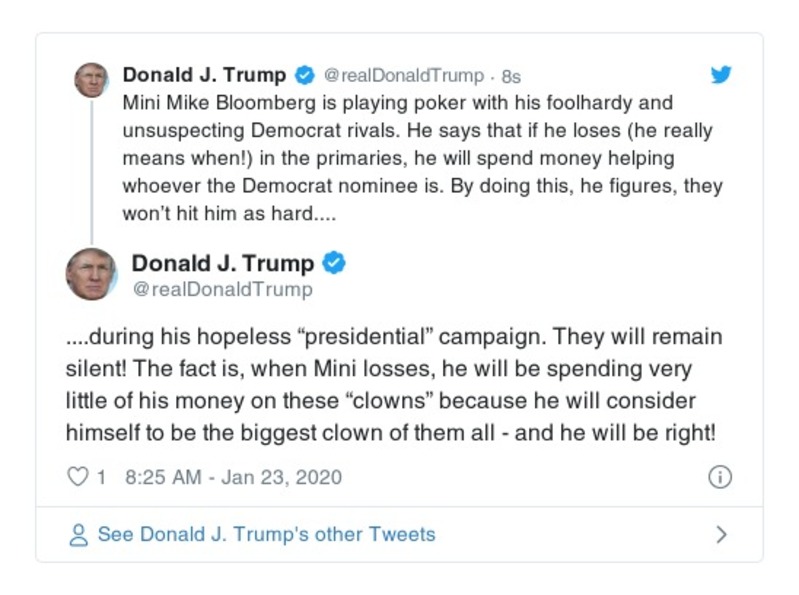 Donald J. Trump @realDonaldTrump · 8s
Mini Mike Bloomberg is playing poker with his foolhardy and
unsuspecting Democrat rivals. He says that if he loses (he really
means when!) in the primaries, he will spend money helping
whoever the Democrat nominee is. By doing this, he figures, they
won’t hit him as hard....
Donald J. Trump
@realDonaldTrump
....during his hopeless “presidential” campaign. They will remain
silent! The fact is, when Mini losses, he will be spending very
little of his money on these “clowns” because he will consider
himself to be the biggest clown of them all - and he will be right!
1 8:25 AM - Jan 23, 2020
See Donald J. Trump's other Tweets